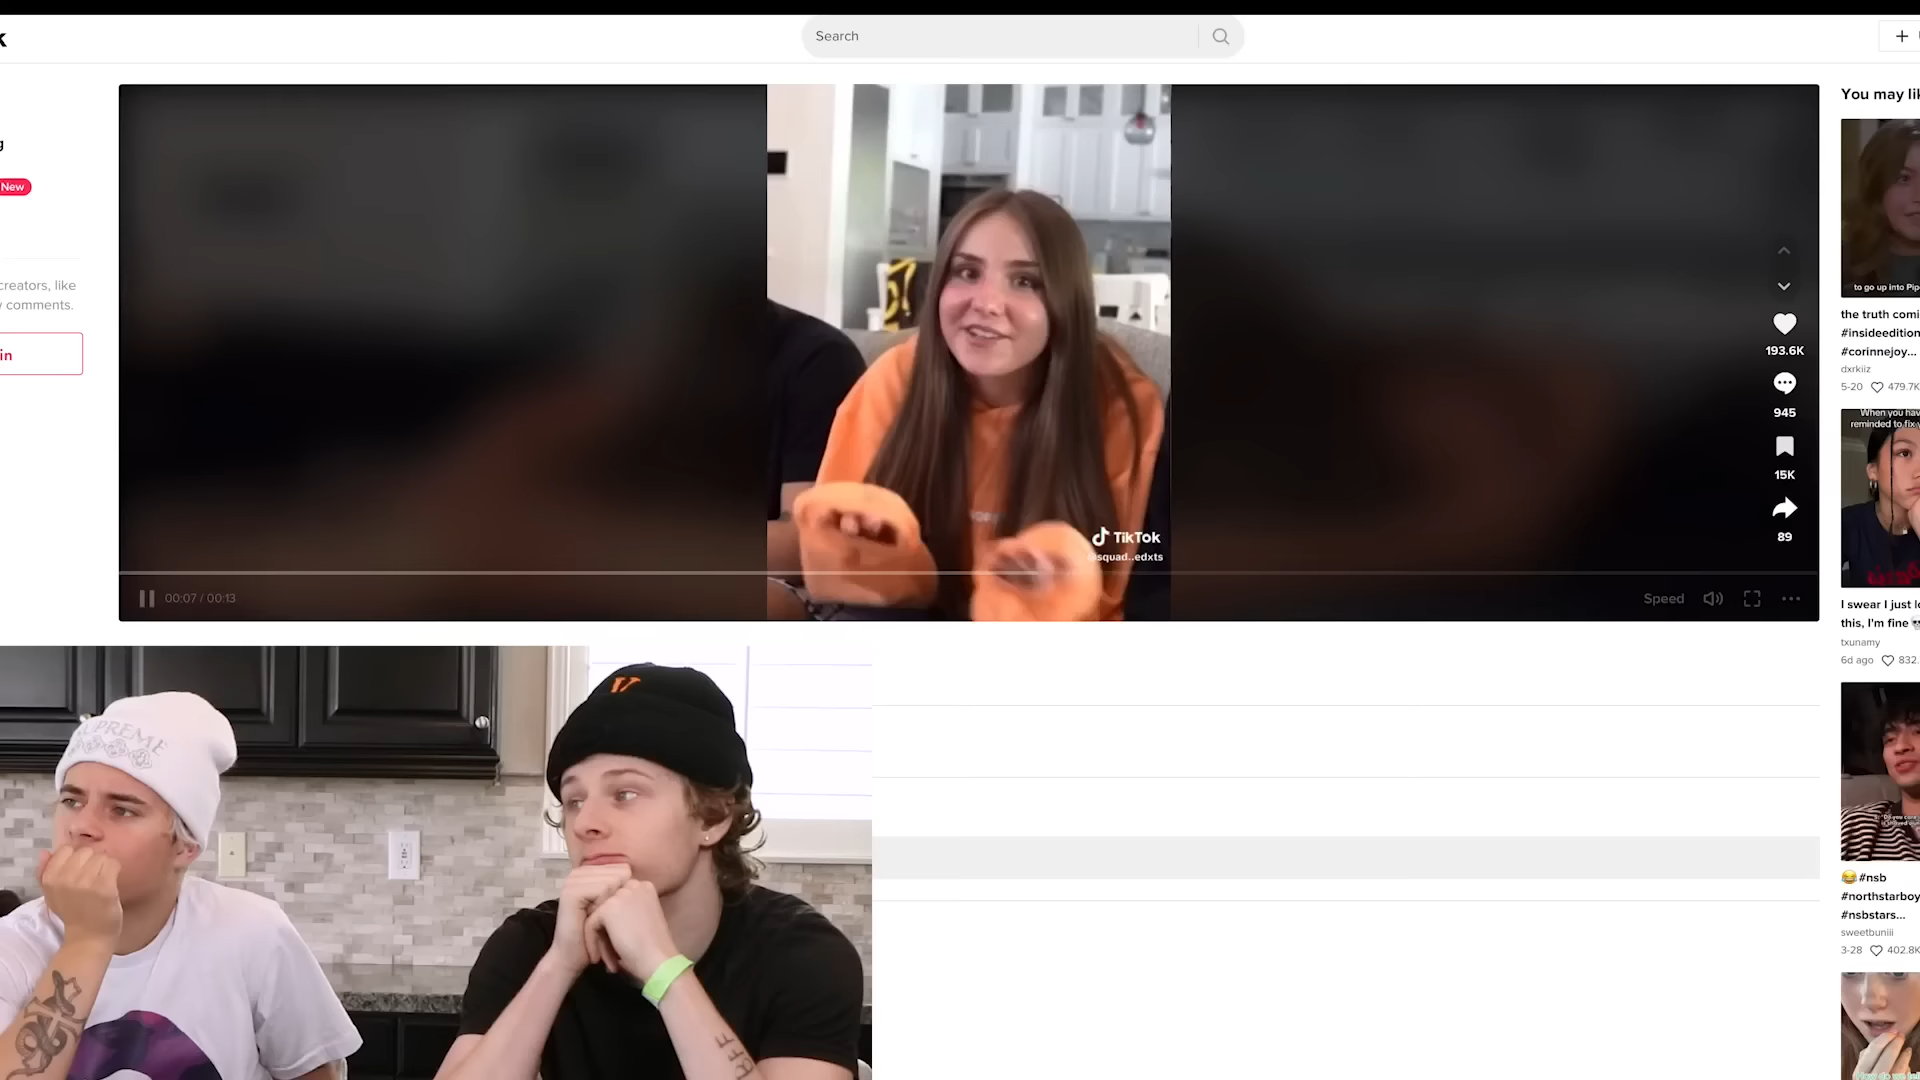 k
Search
+
g
New
creators, like
comments.
in
TikTok
squad..edxts
00:07 / 00:13
Speed
193.6K
945
15K
89
SUPREME
V
BFF
You may lik
to go up into Pip
the truth comi
#insideedition
#corinnejoy...
dxrkiiz
5-20 479.7K
When you hav
reminded to fix
I swear I just l
this, I'm fine
txunamy
6d ago 832.
😂 #nsb
#northstarboy
#nsbstars...
sweetbuniii
3-28 402.8K